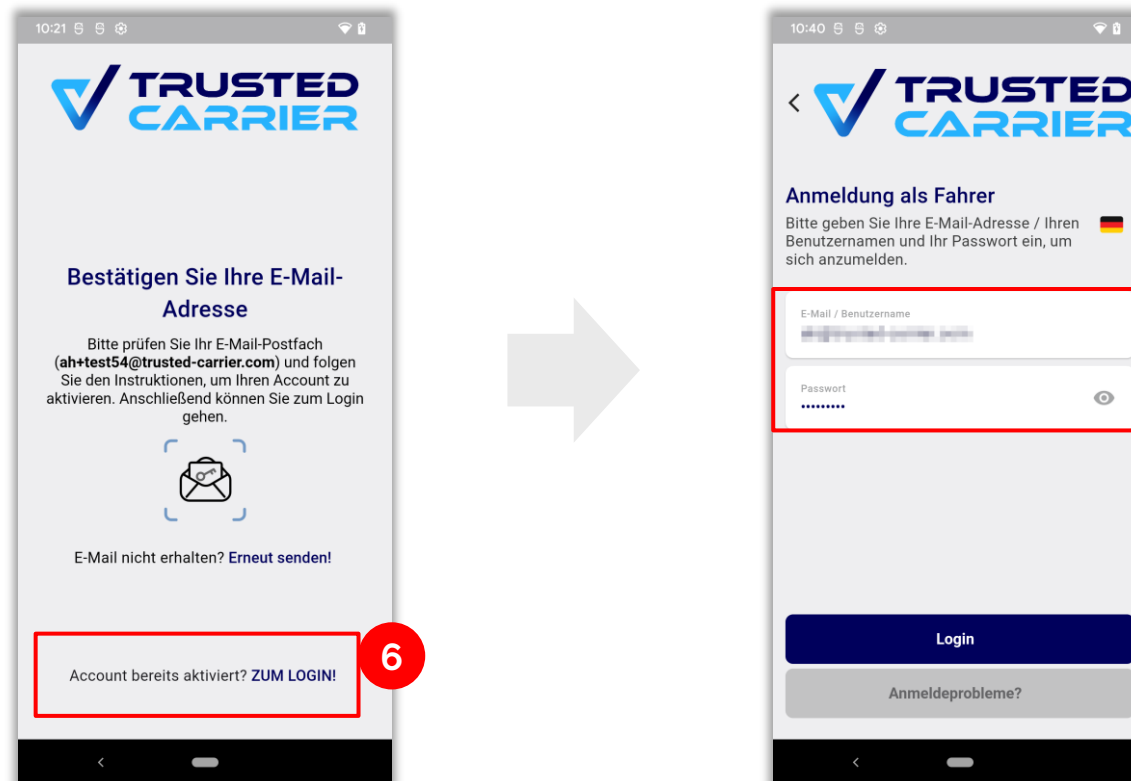 10:21
TRUSTED
CARRIER
Bestätigen Sie Ihre E-Mail-
Adresse
Bitte prüfen Sie Ihr E-Mail-Postfach
(ah+test54@trusted-carrier.com) und folgen
Sie den Instruktionen, um Ihren Account zu
aktivieren. Anschließend können Sie zum Login
gehen.
E-Mail nicht erhalten? Erneut senden!
Account bereits aktiviert? ZUM LOGIN!
6
10:40
TRUSTED
CARRIER
Anmeldung als Fahrer
Bitte geben Sie Ihre E-Mail-Adresse / Ihren
Benutzernamen und Ihr Passwort ein, um
sich anzumelden.
E-Mail / Benutzername
Passwort
•••••••••
Login
Anmeldeprobleme?